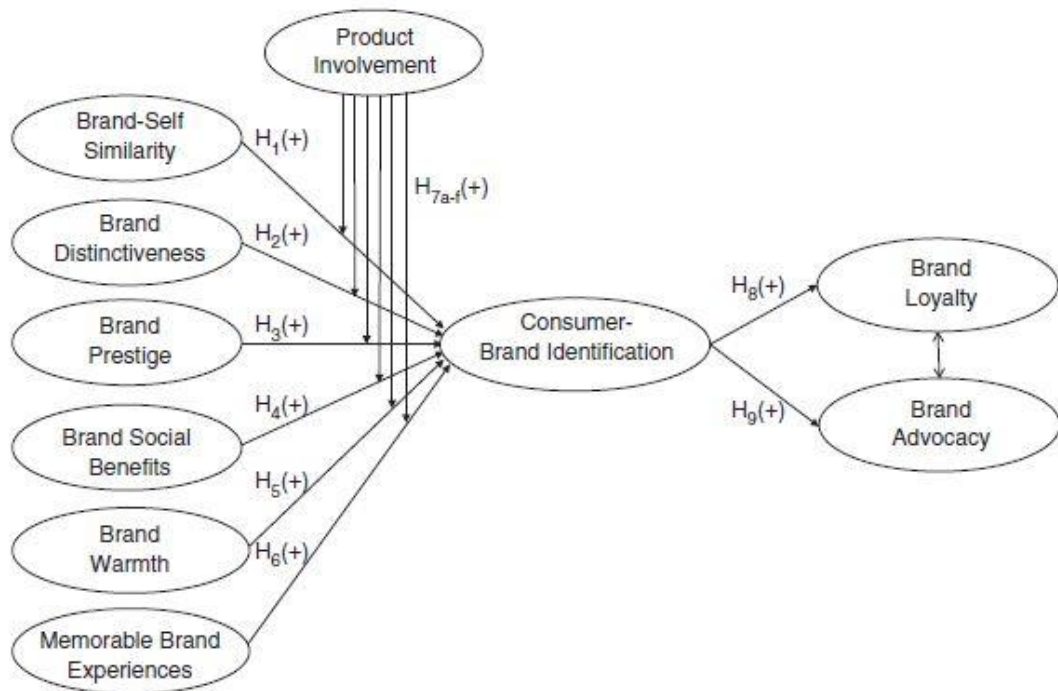 Product
Involvement
Brand-Self
Similarity
H1(+)
H7a-f(+)
Brand
Distinctiveness
H2(+)
Brand
Prestige
H3(+)
Consumer-
Brand Identification
H8(+)
Brand
Loyalty
Brand Social
Benefits
H4(+)
H9(+)
Brand
Advocacy
Brand
Warmth
H5(+)
Memorable Brand
Experiences
H6(+)